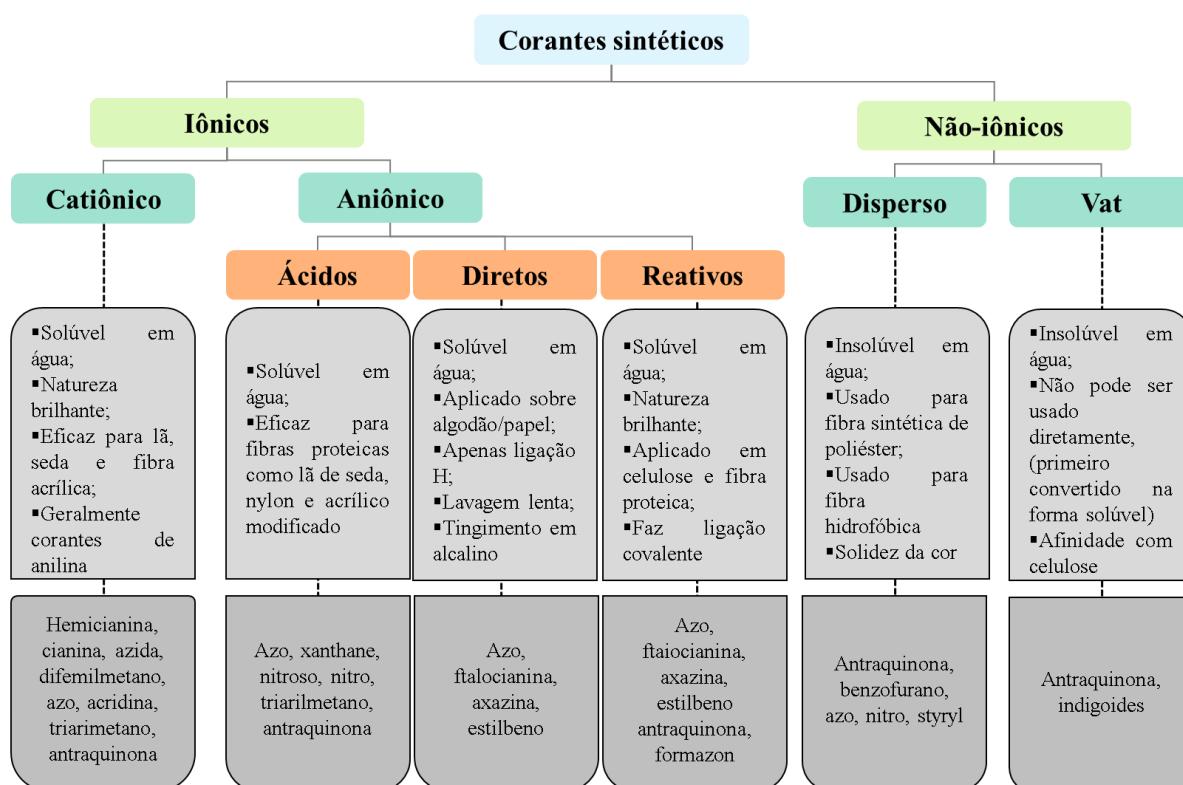 Corantes sintéticos
Iônicos
Não-iônicos
Catiônico
Aniônico
Disperso
Vat
Ácidos
Diretos
Reativos
▪Solúvel em
água;
▪Natureza
brilhante;
▪Eficaz para lã,
seda e fibra
acrílica;
▪Geralmente
corantes de
anilina
▪Solúvel em
água;
▪Eficaz para
fibras proteicas
como lã de seda,
nylon e acrílico
modificado
▪Solúvel em
água;
▪Aplicado sobre
algodão/papel;
▪Apenas ligação
H;
▪Lavagem lenta;
▪Tingimento em
alcalino
▪Solúvel em
água;
▪Natureza
brilhante;
▪Aplicado em
celulose e fibra
proteica;
▪Faz ligação
covalente
▪Insolúvel em
água;
▪Usado para
fibra sintética de
poliéster;
▪Usado para
fibra
hidrofóbica
▪Solidez da cor
▪Insolúvel em
água;
▪Não pode ser
usado
diretamente,
(primeiro
convertido na
forma solúvel)
▪Afinidade com
celulose
Hemicianina,
cianina, azida,
difemilmetano,
azo, acridina,
triarimetano,
antraquinona
Azo, xanthane,
nitroso, nitro,
triarilmetano,
antraquinona
Azo,
ftalocianina,
axazina,
estilbeno
Azo,
ftaiocianina,
axazina,
estilbeno
antraquinona,
formazon
Antraquinona,
benzofurano,
azo, nitro, styryl
Antraquinona,
indigoides